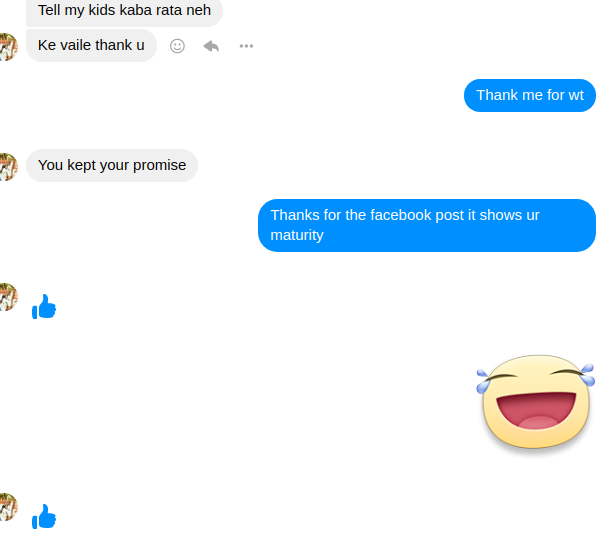 Tell my kids kaba rata neh
Ke vaile thank u
Thank me for wt
You kept your promise
Thanks for the facebook post it shows ur
maturity